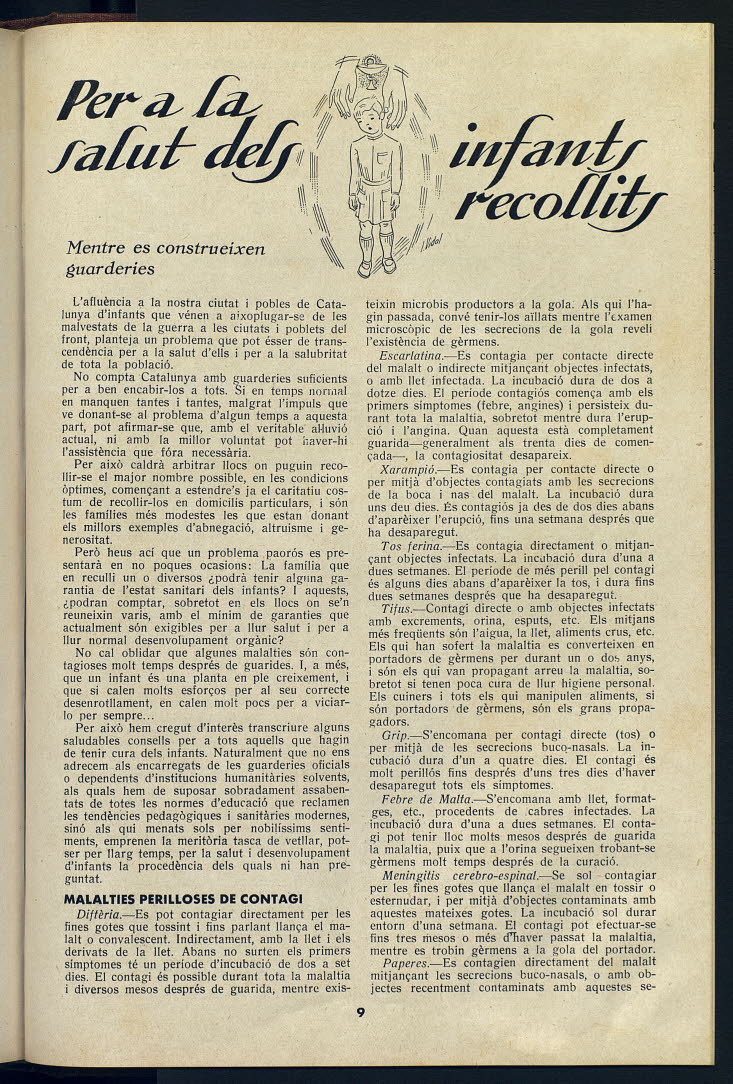 Per a la
salut dels
infants
recollits
Mentre es construeixen
guarderies
L'afluència a la nostra ciutat i pobles de Cata-
lunya d'infants que vénen a aixoplugar-se de les
malvestats de la guerra a les ciutats i poblets del
front, planteja un problema que pot ésser de trans-
cendència per a la salut d'ells i per a la salubritat
de tota la població.
No compta Catalunya amb guarderies suficients
per a ben encabir-los a tots. Si en temps normal
en manquen tantes i tantes, malgrat l'impuls que
ve donant-se al problema d'algun temps a aquesta
part, pot afirmar-se que, amb el veritable al·luvió
actual, ni amb la millor voluntat pot haver-hi
l'assistència que fóra necessària.
Per això caldrà arbitrar llocs on puguin reco-
llir-se el major nombre possible, en les condicions
òptimes, començant a estendre's ja el caritatiu cos-
tum de recollir-los en domicilis particulars, i són
les famílies més modestes les que estan donant
els millors exemples d'abnegació, altruisme i ge-
nerositat.
Però heus ací que un problema paorós es pre-
sentarà en no poques ocasions: La família que
en reculli un o diversos ¿podrà tenir alguna ga-
rantia de l'estat sanitari dels infants? I aquests,
¿podran comptar, sobretot en els llocs on se'n
reuneixin varis, amb el mínim de garanties que
actualment són exigibles per a llur salut i per a
llur normal desenvolupament orgànic?
No cal oblidar que algunes malalties són con-
tagioses molt temps després de guarides. I, a més,
que un infant és una planta en ple creixement, i
que si calen molts esforços per al seu correcte
desenrotllament, en calen molt pocs per a viciar-
lo per sempre...
Per això hem cregut d'interès transcriure alguns
saludables consells per a tots aquells que hagin
de tenir cura dels infants. Naturalment que no ens
adrecem als encarregats de les guarderies oficials
o dependents d'institucions humanitàries solvents,
als quals hem de suposar sobradament assaben-
tats de totes les normes d'educació que reclamen
les tendències pedagògiques i sanitàries modernes,
sinó als qui menats sols per nobilíssims senti-
ments, emprenen la meritòria tasca de vetllar, pot-
ser per llarg temps, per la salut i desenvolupament
d'infants la procedència dels quals ni han pre-
guntat.
MALALTIES PERILLOSES DE CONTAGI
Diftèria.—Es pot contagiar directament per les
fines gotes que tossint i fins parlant llança el ma-
lalt o convalescent. Indirectament, amb la llet i els
derivats de la llet. Abans no surten els primers
símptomes té un període d'incubació de dos a set
dies. El contagi és possible durant tota la malaltia
i diversos mesos després de guarida, mentre exis-
teixin microbis productors a la gola. Als qui l'ha-
gin passada, convé tenir-los aïllats mentre l'examen
microscòpic de les secrecions de la gola reveli
l'existència de gèrmens.
Escarlatina.—Es contagia per contacte directe
del malalt o indirecte mitjançant objectes infectats,
o amb llet infectada. La incubació dura de dos a
dotze dies. El període contagiós comença amb els
primers símptomes (febre, angines) i persisteix du-
rant tota la malaltia, sobretot mentre dura l'erup-
ció i l'angina. Quan aquesta està completament
guarida—generalment als trenta dies de comen-
çada—, la contagiositat desapareix.
Xarampió.—Es contagia per contacte directe o
per mitjà d'objectes contagiats amb les secrecions
de la boca i nas del malalt. La incubació dura
uns deu dies. És contagiós ja des de dos dies abans
d'aparèixer l'erupció, fins una setmana després que
ha desaparegut.
Tos ferina.—Es contagia directament o mitjan-
çant objectes infectats. La incubació dura d'una a
dues setmanes. El període de més perill pel contagi
és alguns dies abans d'aparèixer la tos, i dura fins
dues setmanes després que ha desaparegut.
Tifus.—Contagi directe o amb objectes infectats
amb excrements, orina, esputs, etc. Els mitjans
més freqüents són l'aigua, la llet, aliments crus, etc.
Els qui han sofert la malaltia es converteixen en
portadors de gèrmens per durant un o dos anys,
i són els qui van propagant arreu la malaltia, so-
bretot si tenen poca cura de llur higiene personal.
Els cuiners i tots els qui manipulen aliments, si
són portadors de gèrmens, són els grans propa-
gadors.
Grip.—S'encomana per contagi directe (tos) o
per mitjà de les secrecions buco-nasals. La in-
cubació dura d'un a quatre dies. El contagi és
molt perillós fins després d'uns tres dies d'haver
desaparegut tots els símptomes.
Febre de Malta.—S'encomana amb llet, format-
ges, etc., procedents de cabres infectades. La
incubació dura d'una a dues setmanes. El conta-
gi pot tenir lloc molts mesos després de guarida
la malaltia, puix que a l'orina segueixen trobant-se
gèrmens molt temps després de la curació.
Meningitis cerebro-espinal.—Se sol contagiar
per les fines gotes que llança el malalt en tossir o
esternudar, i per mitjà d'objectes contaminats amb
aquestes mateixes gotes. La incubació sol durar
entorn d'una setmana. El contagi pot efectuar-se
fins tres mesos o més d'haver passat la malaltia,
mentre es trobin gèrmens a la gola del portador.
Paperes.—Es contagien directament del malalt
mitjançant les secrecions buco-nasals, o amb ob-
jectes recentment contaminats amb aquestes se-
9